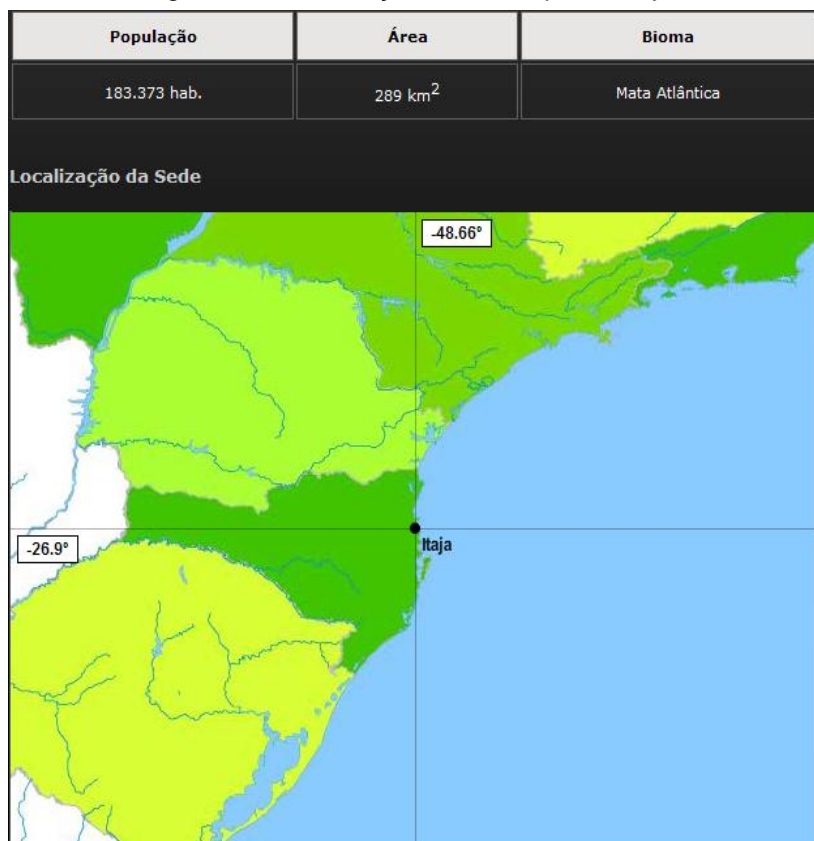 População Área Bioma
183.373 hab. 289 km² Mata Atlântica
Localização da Sede
-48.66°
-26.9°
Itaja